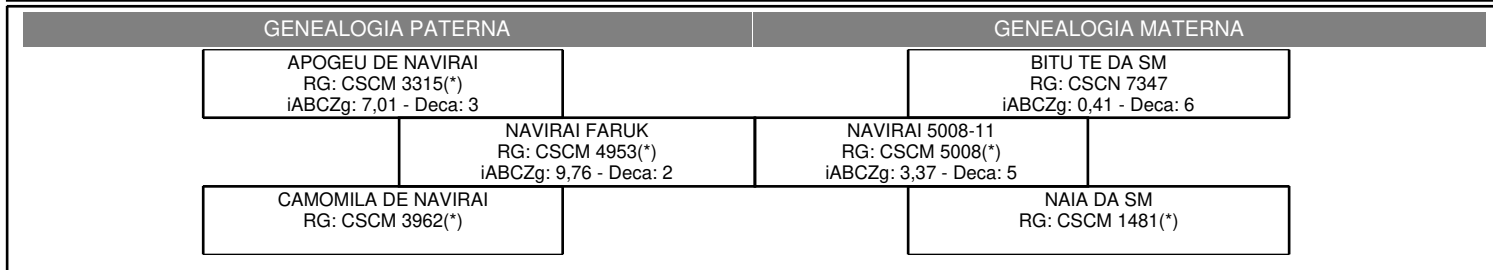 GENEALOGIA PATERNA
GENEALOGIA MATERNA
APOGEU DE NAVIRAI
RG: CSCM 3315(*)
iABCZg: 7,01 - Deca: 3
BITU TE DA SM
RG: CSCN 7347
iABCZg: 0,41 - Deca: 6
NAVIRAI FARUK
RG: CSCM 4953(*)
iABCZg: 9,76 - Deca: 2
NAVIRAI 5008-11
RG: CSCM 5008(*)
iABCZg: 3,37 - Deca: 5
CAMOMILA DE NAVIRAI
RG: CSCM 3962(*)
NAIA DA SM
RG: CSCM 1481(*)